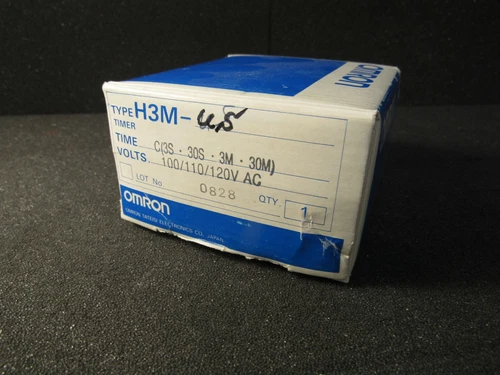 TYPE H3M-US
TIMER
TIME C(3S · 30S · 3M · 30M)
VOLTS. 100/110/120V AC
LOT No 0828 QTY. 1
OMRON
OMRON TATEISI ELECTRONICS CO. JAPAN
OMRON